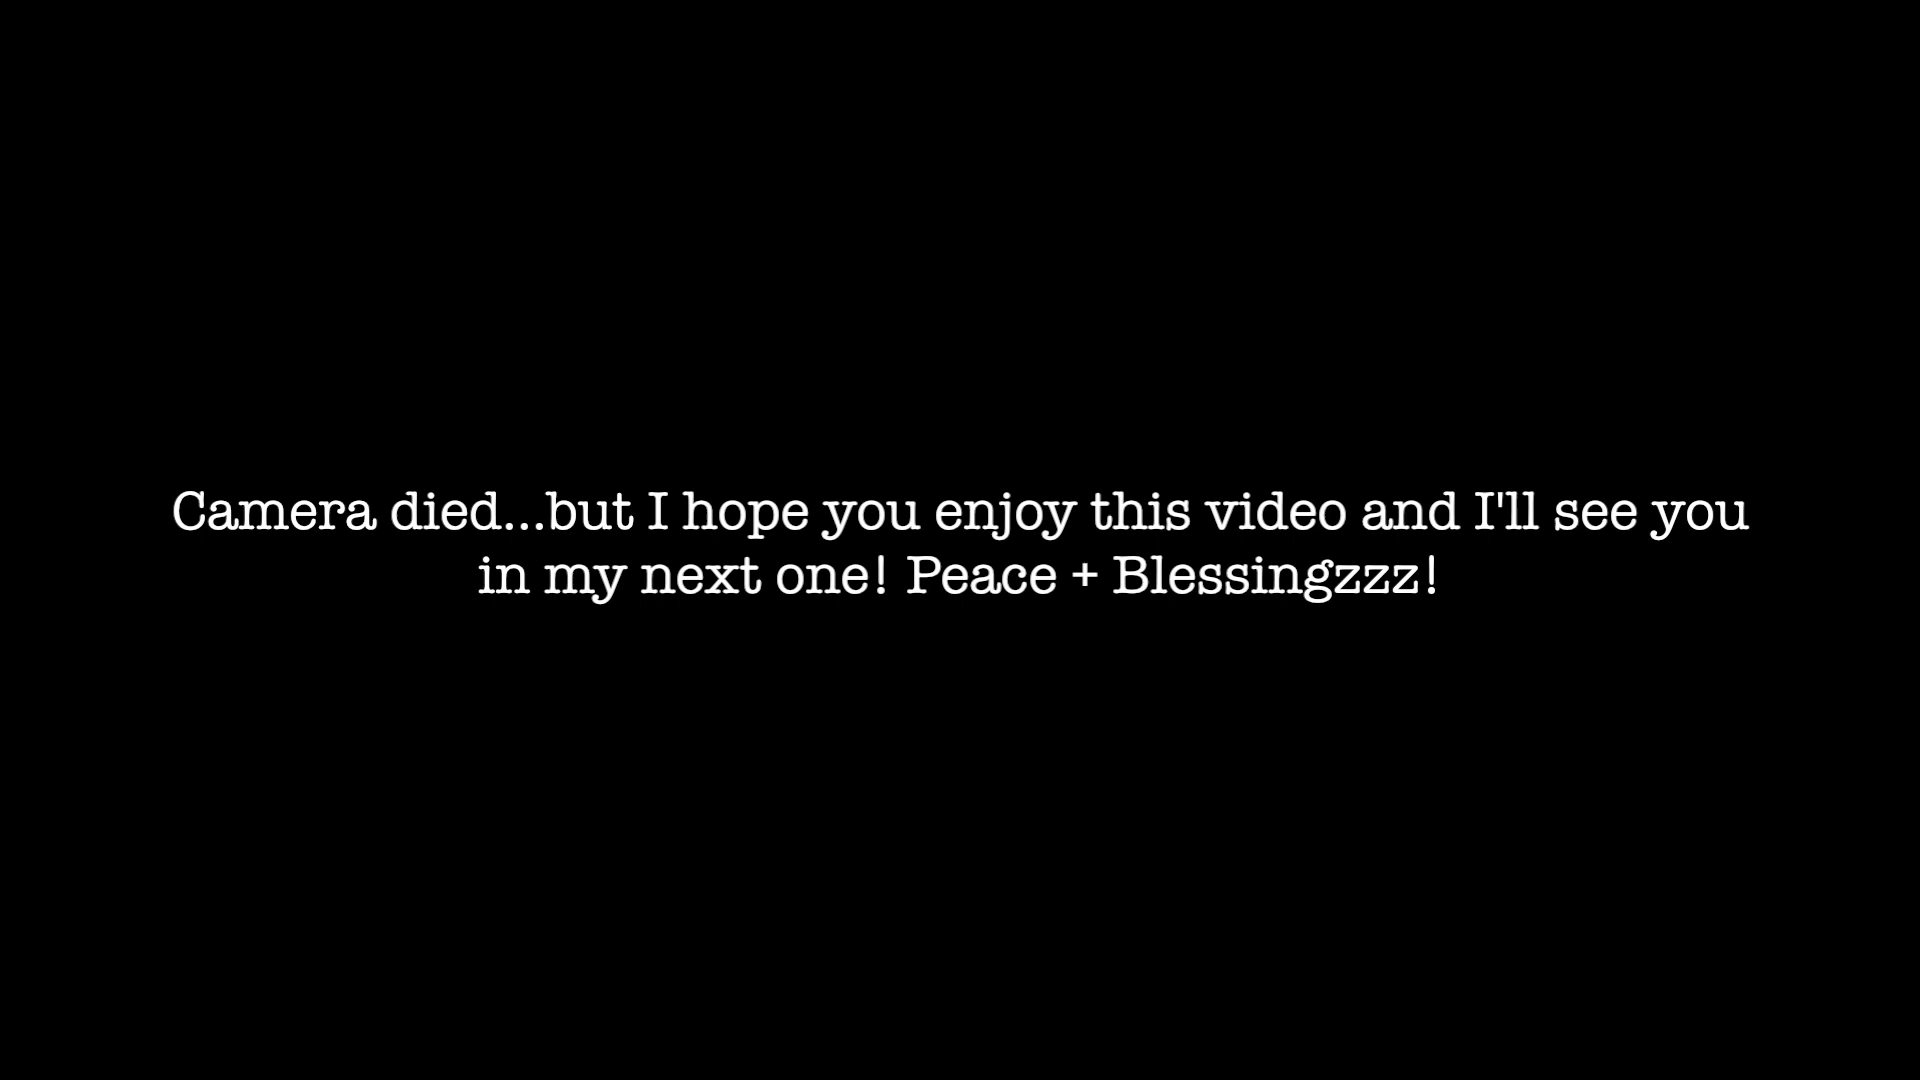 Camera died...but I hope you enjoy this video and I'll see you
in my next one! Peace + Blessingzzz!